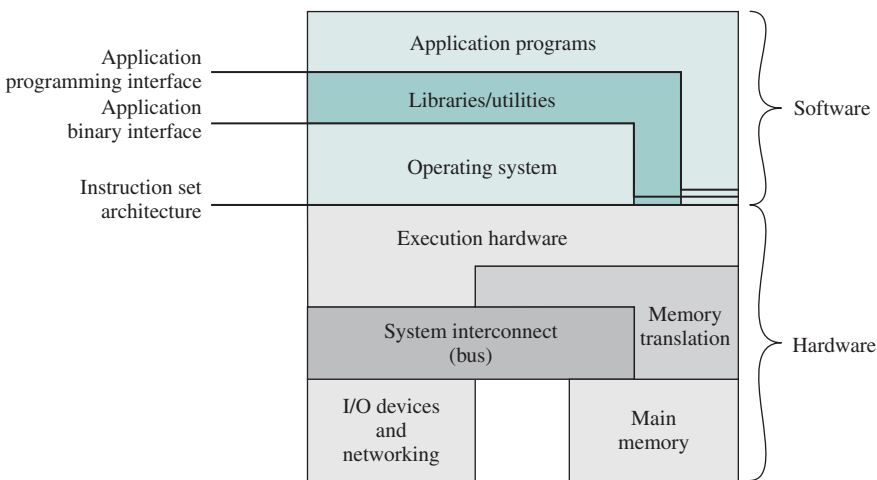 Application programs
Application
programming interface
Libraries/utilities
Application
binary interface
Software
Operating system
Instruction set
architecture
Execution hardware
Memory
translation
System interconnect
(bus)
Hardware
I/O devices
and
networking
Main
memory